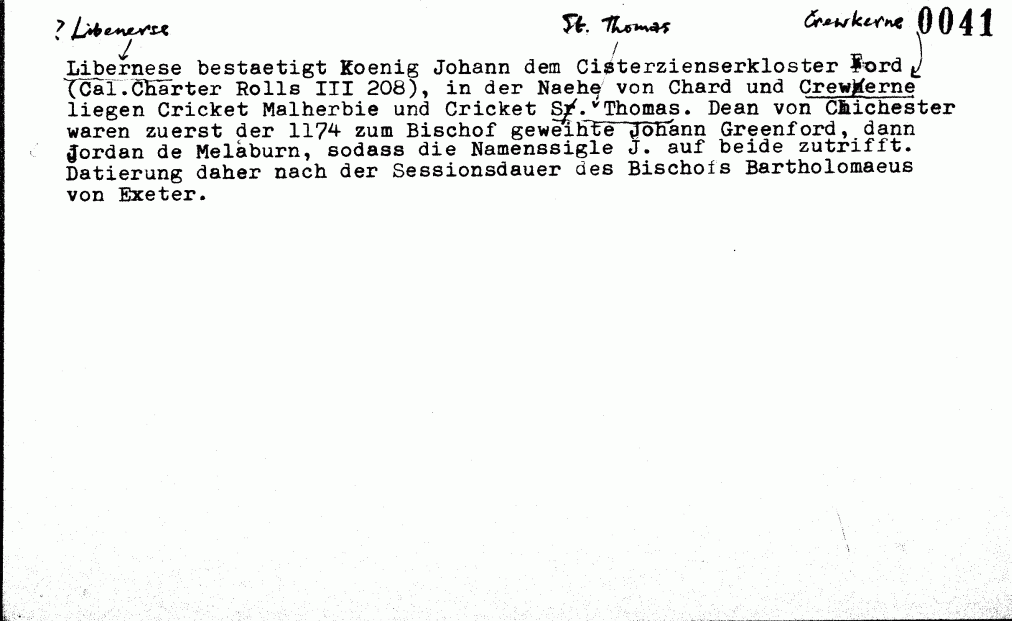 ? Libenerse St. Thomas Crewkerne 0041
Libernese bestaetigt Koenig Johann dem Cisterzienserkloster Ford
(Cal.Charter Rolls III 208), in der Naehe von Chard und Crewkerne
liegen Cricket Malherbie und Cricket St. Thomas. Dean von Chichester
waren zuerst der 1174 zum Bischof geweihte Johann Greenford, dann
Jordan de Melaburn, sodass die Namenssigle J. auf beide zutrifft.
Datierung daher nach der Sessionsdauer des Bischofs Bartholomaeus
von Exeter.